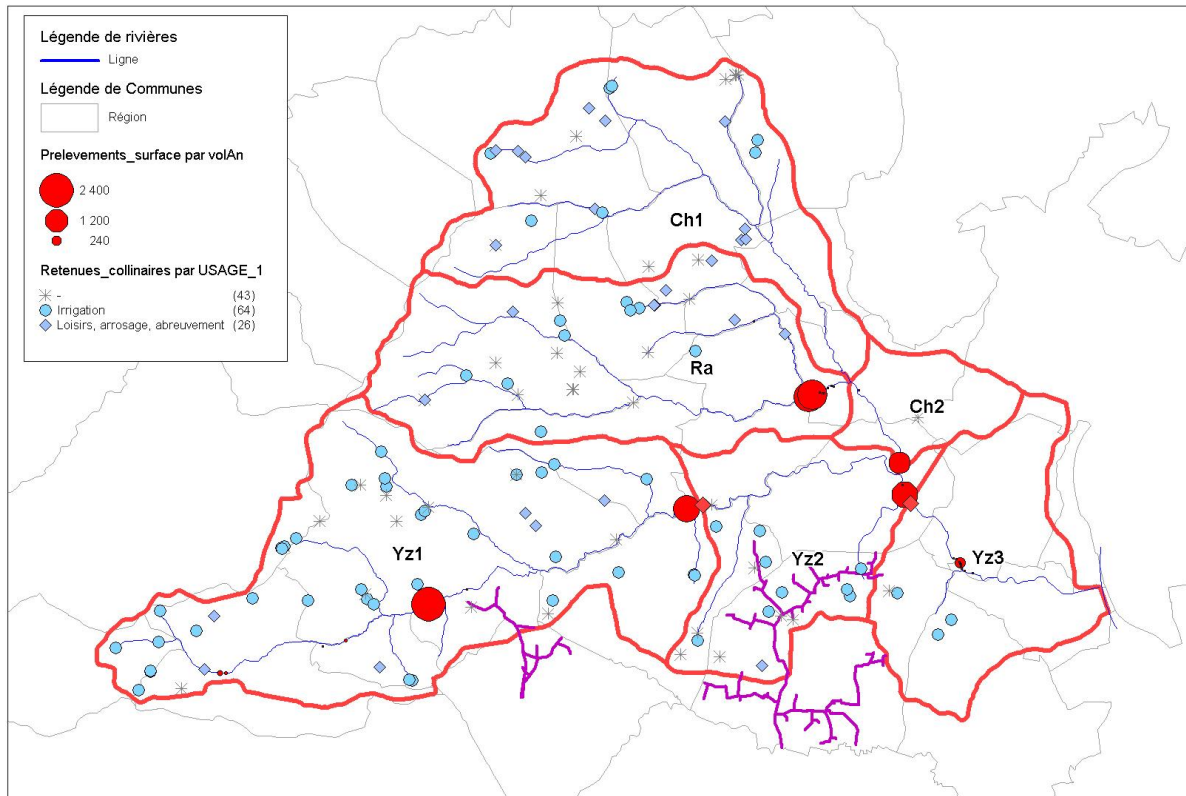 Légende de rivières
Ligne
Légende de Communes
Région
Prelevements_surface par volAn
2 400
1 200
240
Retenues_collinaires par USAGE_1
- (43)
Irrigation (64)
Loisirs, arrosage, abreuvement (26)
Ch1
Ra
Ch2
Yz1
Yz2
Yz3